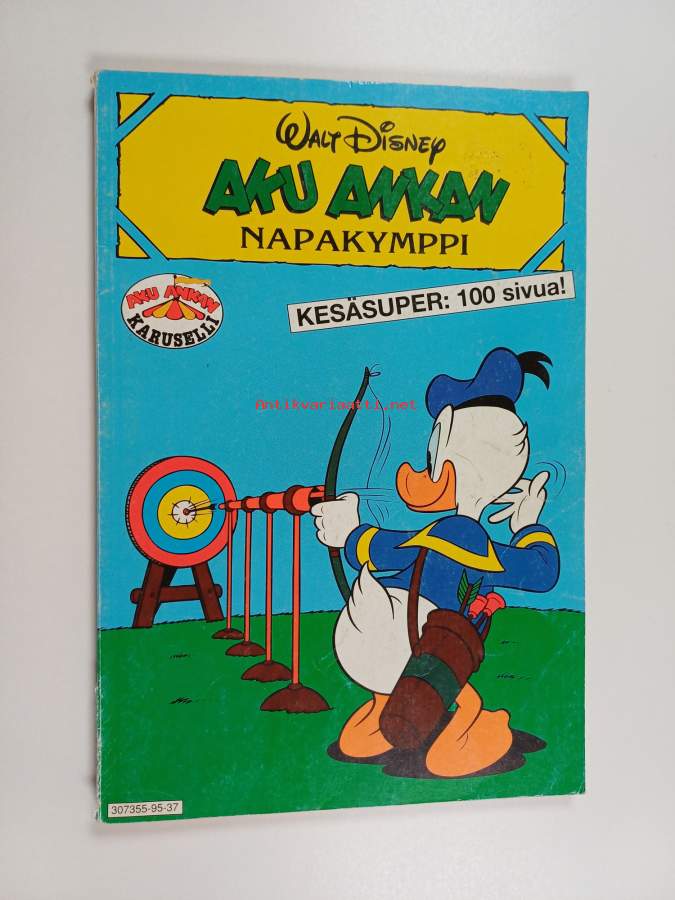 WALT DISNEY
AKU ANKAN
NAPAKYMPPI
AKU ANKAN
KARUSELLI
KESÄSUPER: 100 sivua!
Antikvariaatti.net
307355-95-37